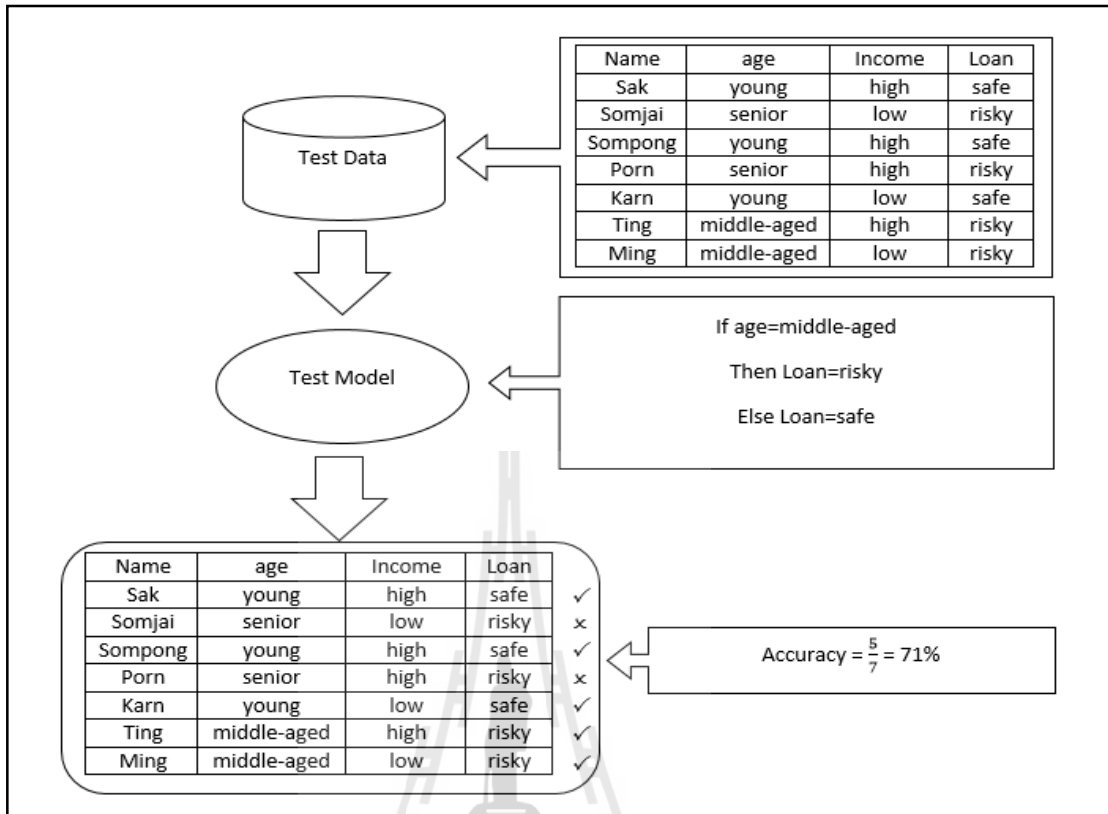 Name age Income Loan
Sak young high safe
Somjai senior low risky
Sompong young high safe
Porn senior high risky
Karn young low safe
Ting middle-aged high risky
Ming middle-aged low risky
Test Data
If age=middle-aged
Then Loan=risky
Else Loan=safe
Test Model
Name age Income Loan
Sak young high safe ✓
Somjai senior low risky ×
Sompong young high safe ✓
Porn senior high risky ×
Karn young low safe ✓
Ting middle-aged high risky ✓
Ming middle-aged low risky ✓
Accuracy = 5/7 = 71%